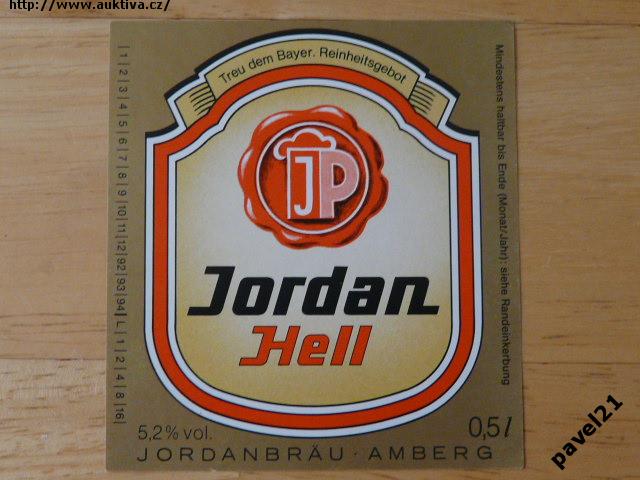 http://www.auktiva.cz/
Treu dem Bayer. Reinheitsgebot
JP
Jordan
Hell
5,2% vol.
0,5l
JORDANBRÄU · AMBERG
|1|2|3|4|5|6|7|8|9|10|11|12|92|93|94|L|1|2|4|8|16|
Mindestens haltbar bis Ende (Monat/Jahr): siehe Randeinkerbung
pavel21